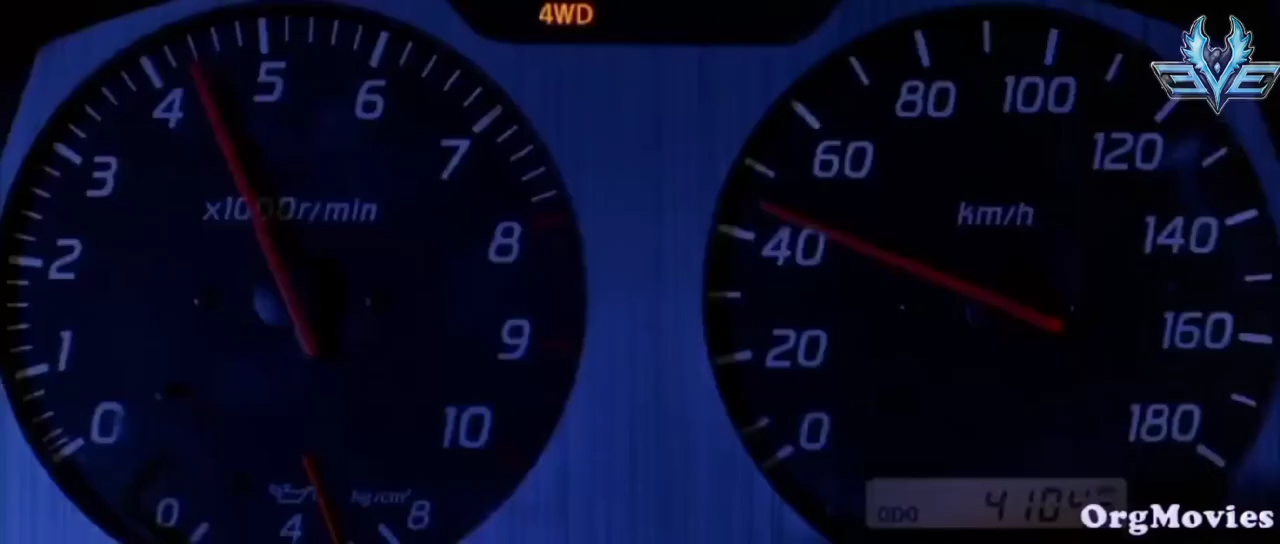 4WD
0 1 2 3 4 5 6 7 8 9 10
x1000r/min
0 4 8
kg/cm²
0 20 40 60 80 100 120 140 160 180
km/h
ODO
EVE
OrgMovies